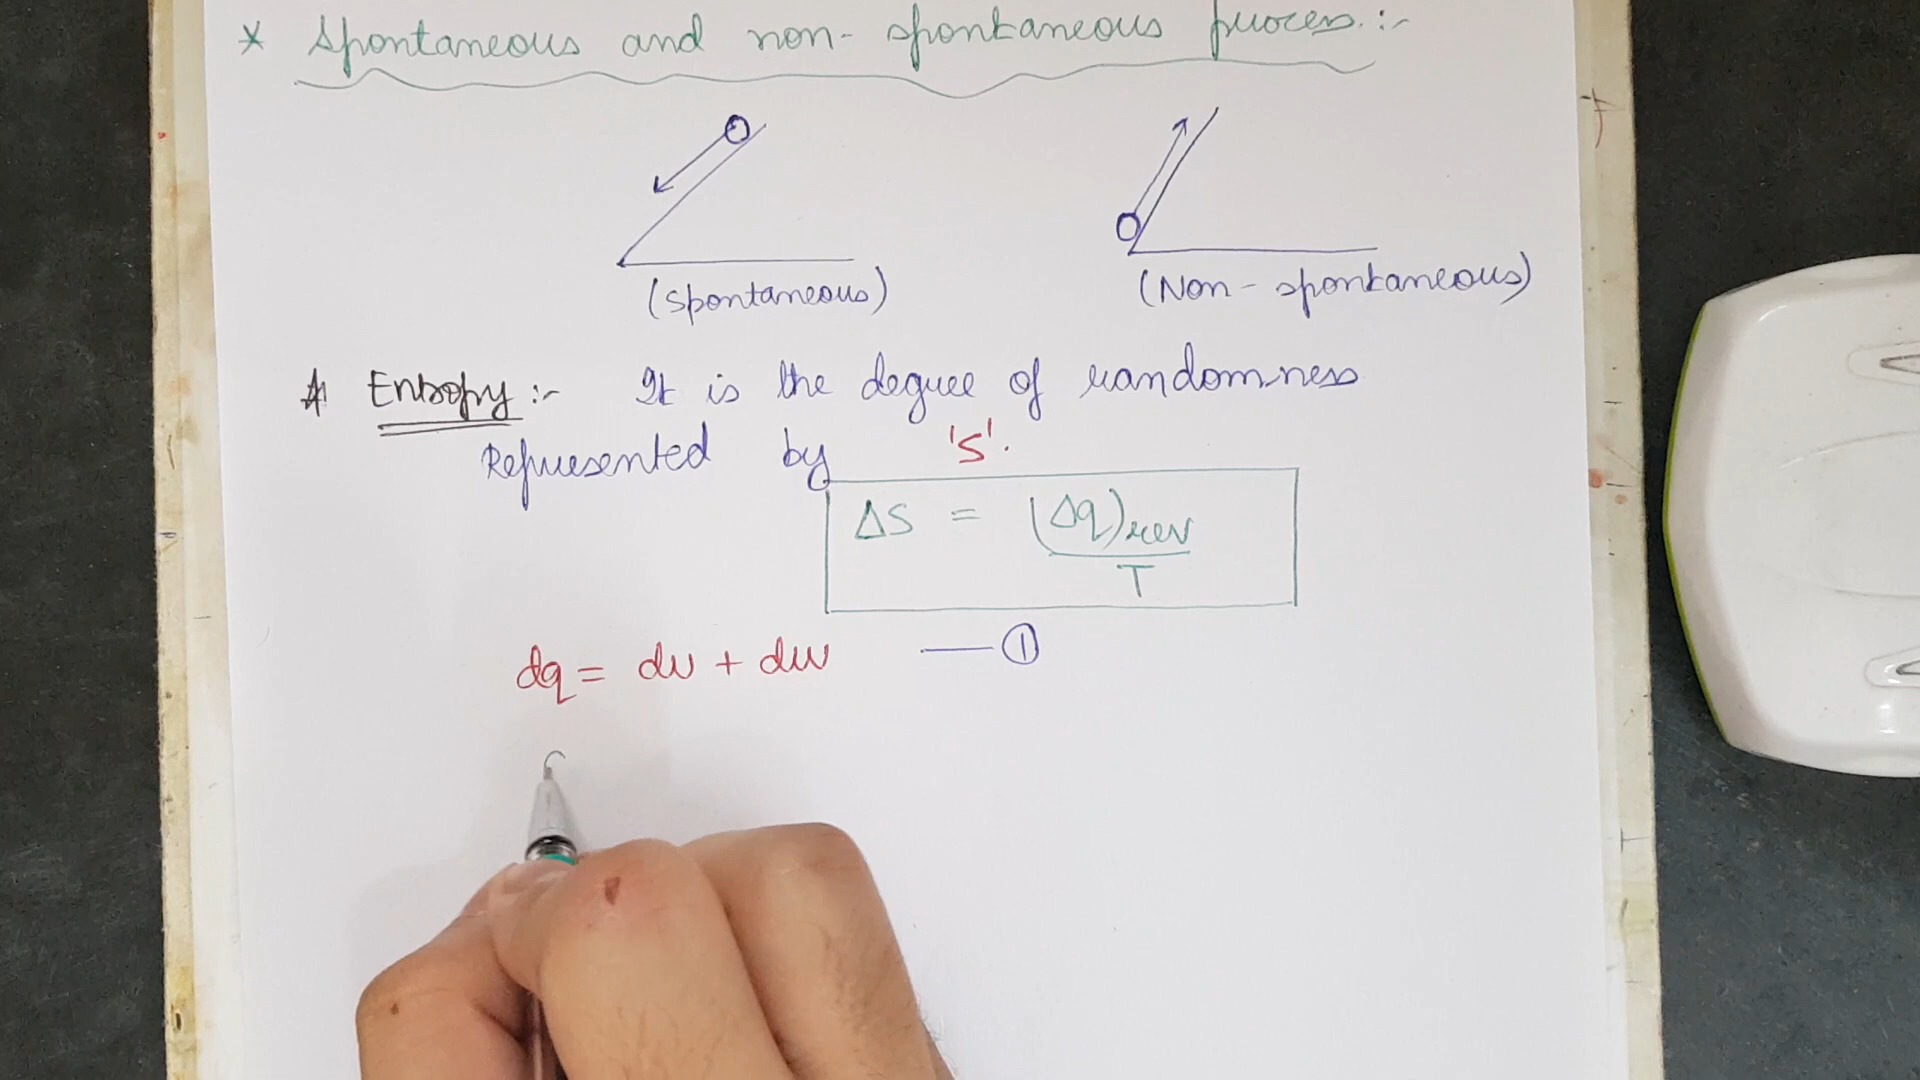 * Spontaneous and non-spontaneous process:-
(Spontaneous)
(Non-spontaneous)
* Entropy:- It is the degree of randomness
Represented by 'S'.
ΔS = (Δq)rev
T
dq = du + dw —— ①